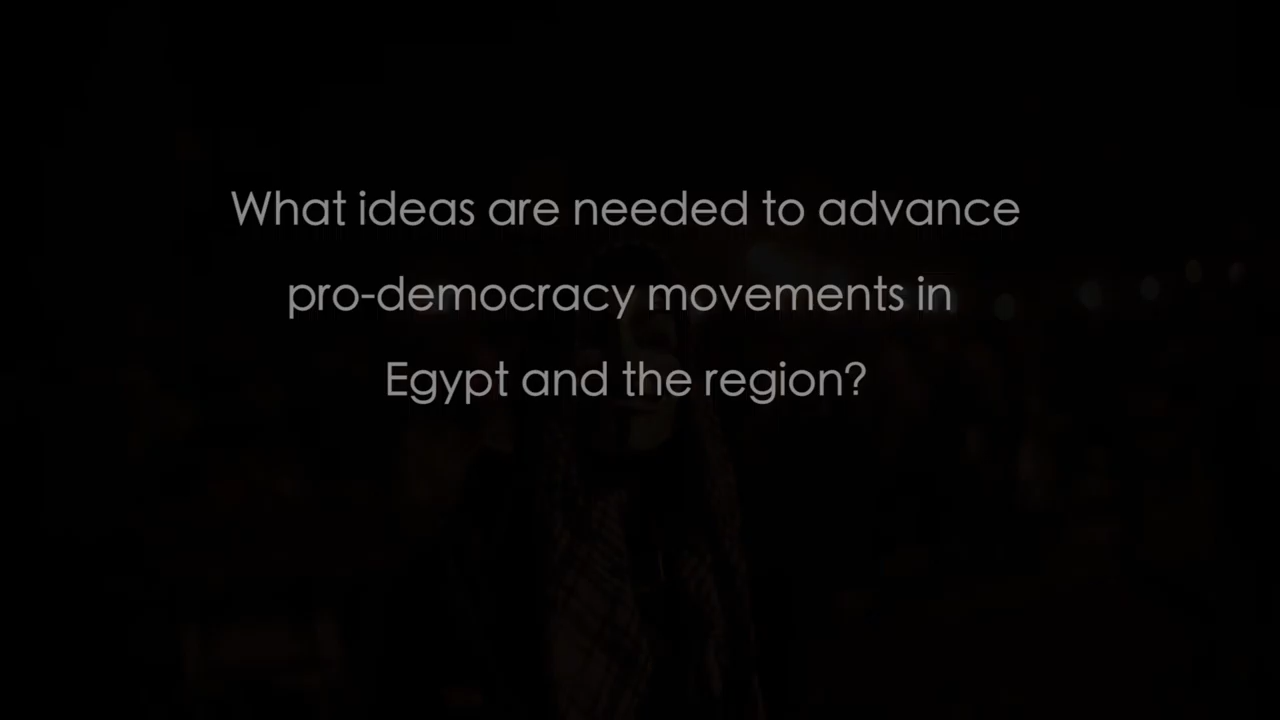 What ideas are needed to advance
pro-democracy movements in
Egypt and the region?